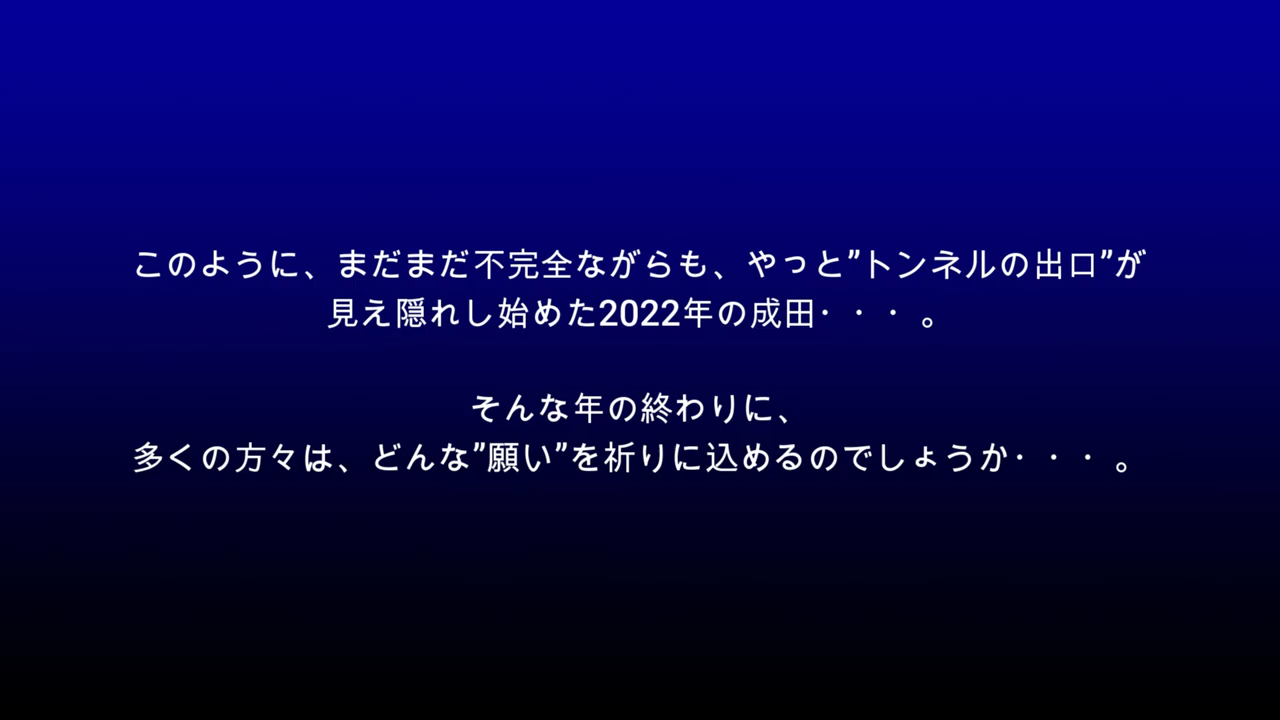 このように、まだまだ不完全ながらも、やっと”トンネルの出口”が
見え隠れし始めた2022年の成田・・・。
そんな年の終わりに、
多くの方々は、どんな”願い”を祈りに込めるのでしょうか・・・。